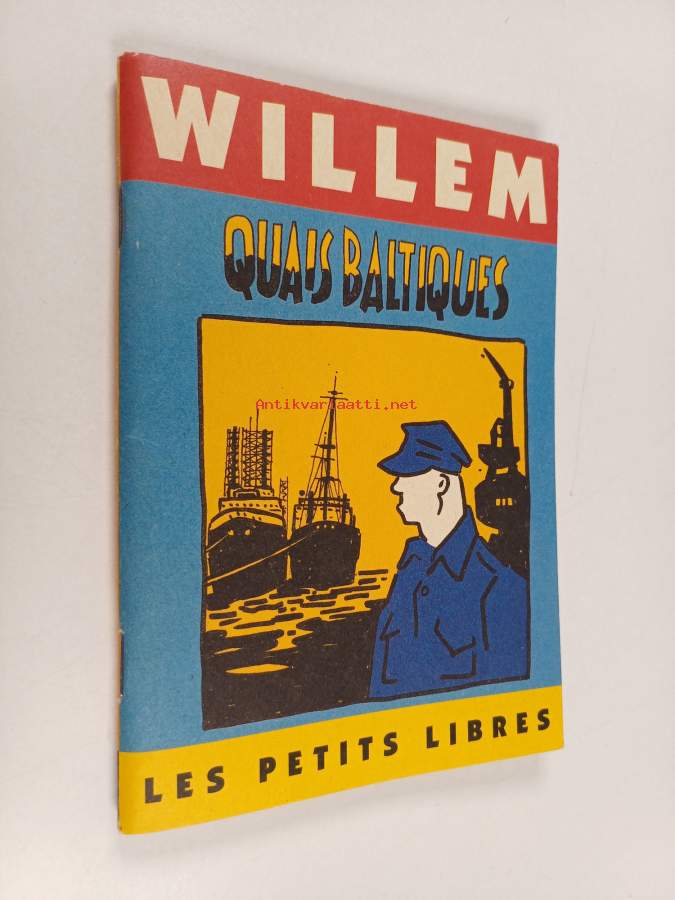 WILLEM
QUAIS BALTIQUES
Antikvariaatti.net
LES PETITS LIBRES